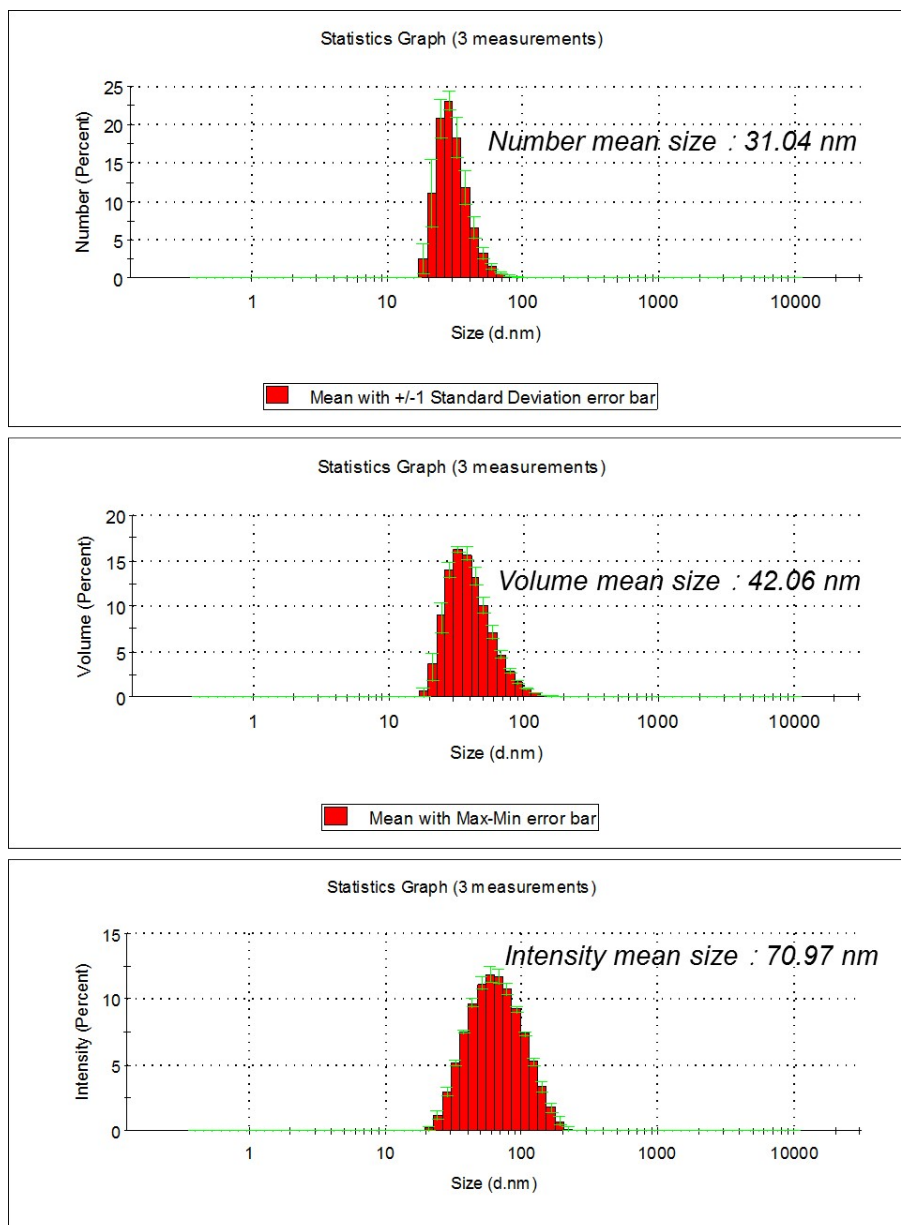 Statistics Graph (3 measurements)
25
20
15
10
5
0
Number (Percent)
Number mean size : 31.04 nm
1 10 100 1000 10000
Size (d.nm)
Mean with +/-1 Standard Deviation error bar
Statistics Graph (3 measurements)
20
15
10
5
0
Volume (Percent)
Volume mean size : 42.06 nm
1 10 100 1000 10000
Size (d.nm)
Mean with Max-Min error bar
Statistics Graph (3 measurements)
15
10
5
0
Intensity (Percent)
Intensity mean size : 70.97 nm
1 10 100 1000 10000
Size (d.nm)